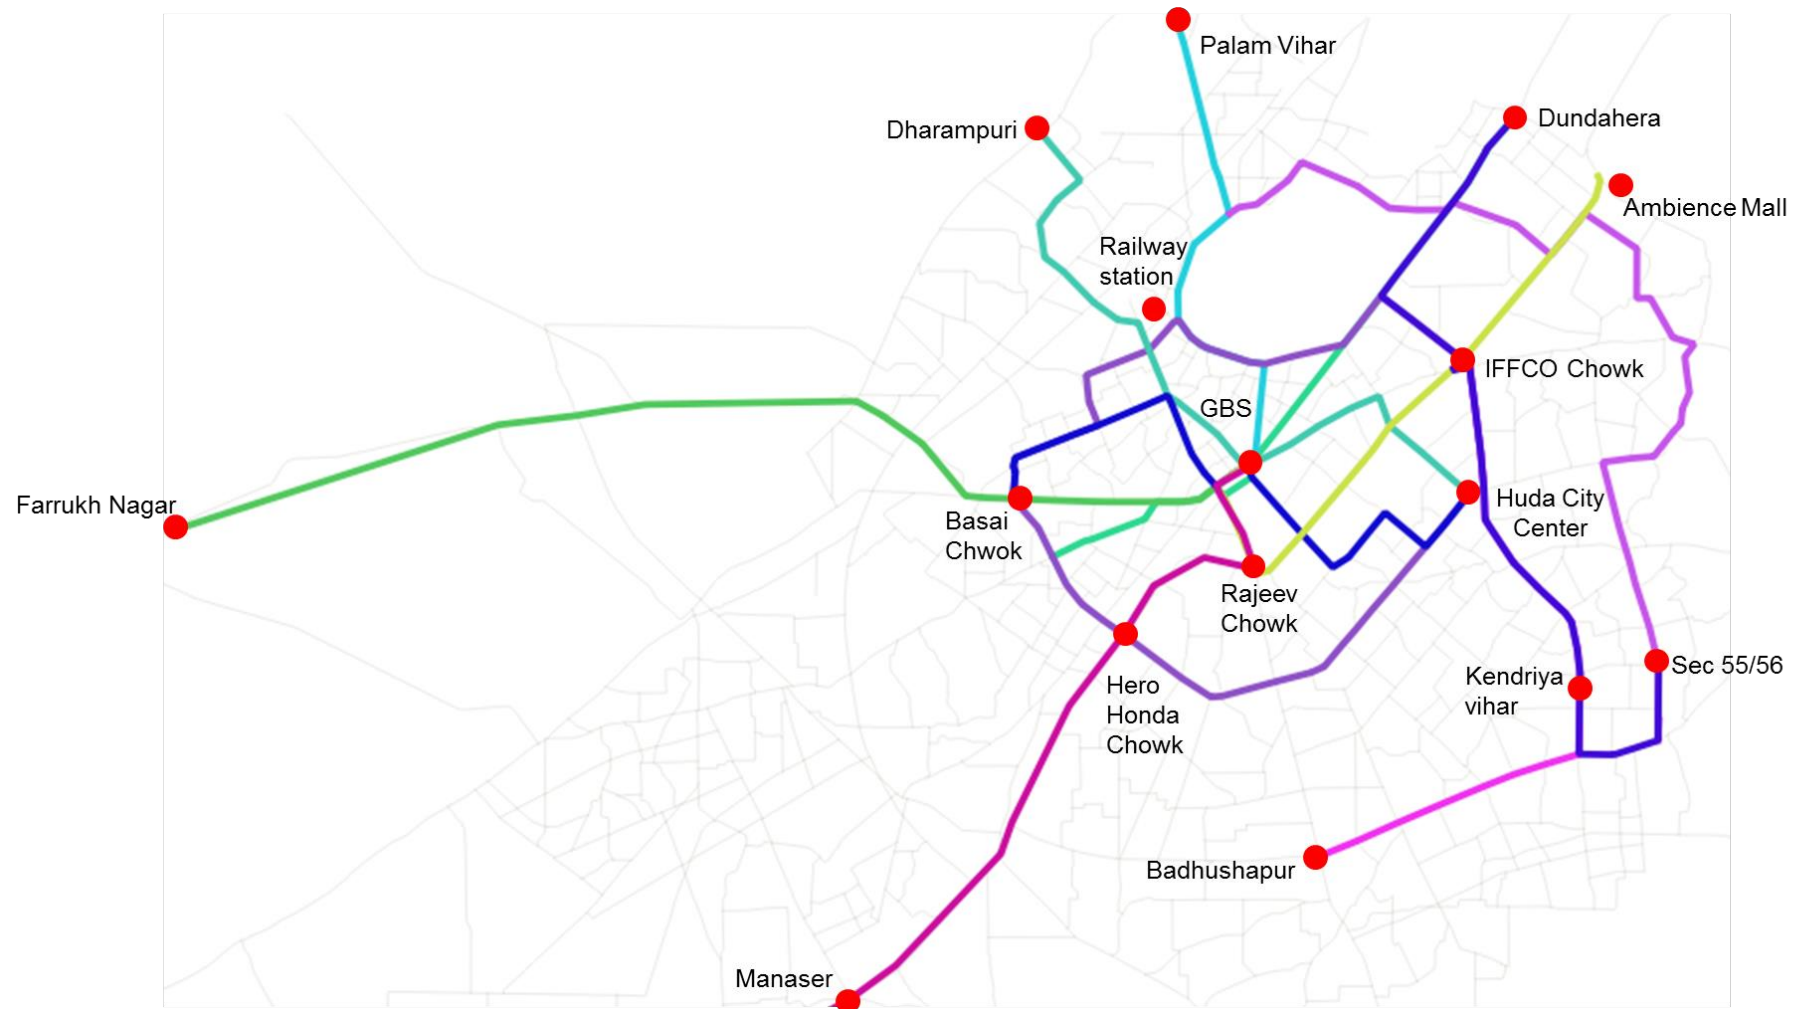 Palam Vihar
Dharampuri
Dundahera
Ambience Mall
Railway
station
IFFCO Chowk
GBS
Farrukh Nagar
Basai
Chwok
Huda City
Center
Rajeev
Chowk
Hero
Honda
Chowk
Kendriya
vihar
Sec 55/56
Badhushapur
Manaser